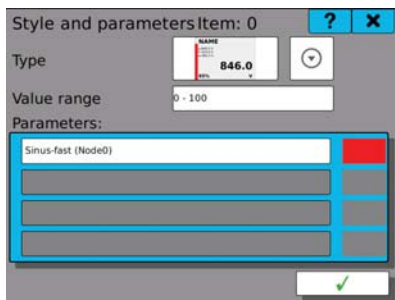 Style and parameters Item: 0 ? x
Type
NAME
846.0
V
Value range
0 - 100
Parameters:
Sinus-fast (Node0)